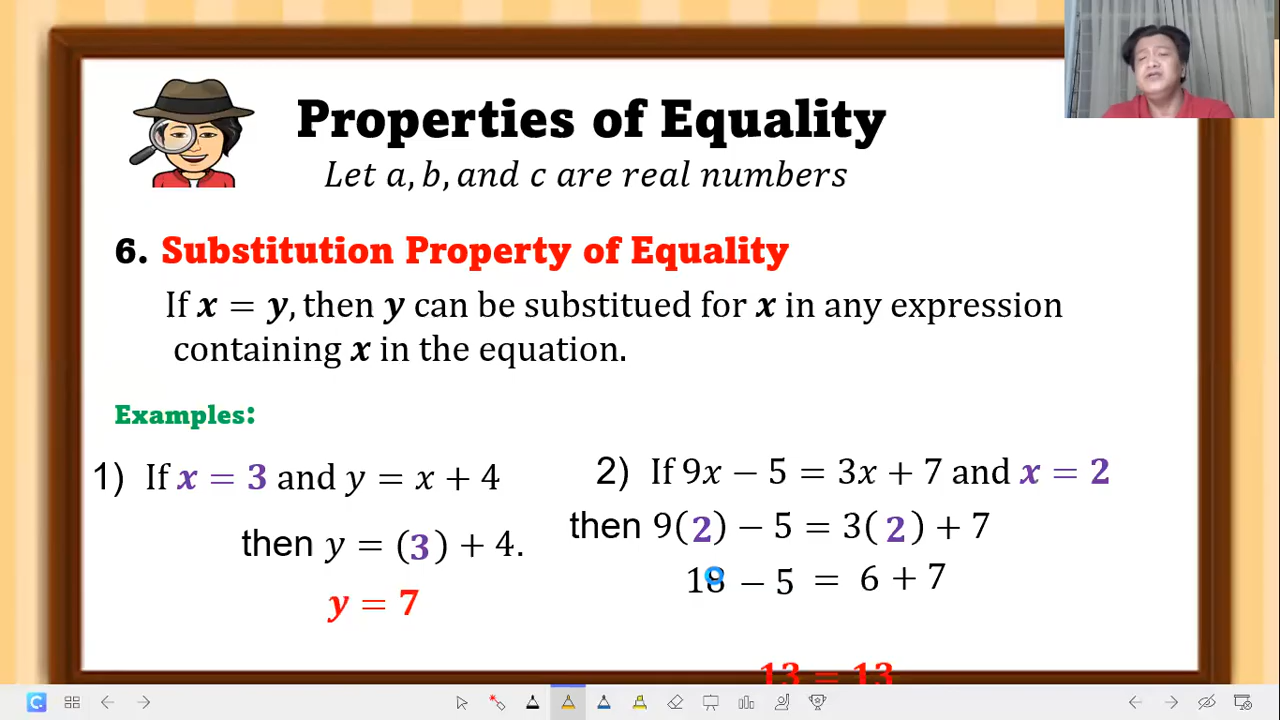 Properties of Equality
Let a, b, and c are real numbers
6. Substitution Property of Equality
If x = y, then y can be substitued for x in any expression
containing x in the equation.
Examples:
1) If x = 3 and y = x + 4
then y = (3) + 4.
y = 7
2) If 9x − 5 = 3x + 7 and x = 2
then 9(2) − 5 = 3( 2) + 7
18 − 5 = 6 + 7
13 = 13